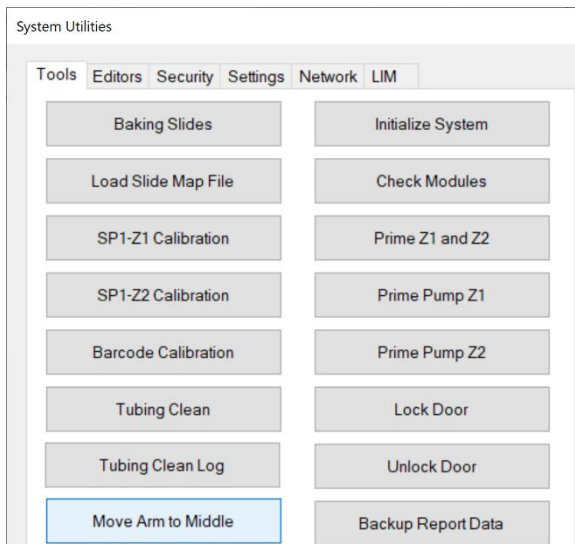 System Utilities
Tools Editors Security Settings Network LIM
Baking Slides Initialize System
Load Slide Map File Check Modules
SP1-Z1 Calibration Prime Z1 and Z2
SP1-Z2 Calibration Prime Pump Z1
Barcode Calibration Prime Pump Z2
Tubing Clean Lock Door
Tubing Clean Log Unlock Door
Move Arm to Middle Backup Report Data